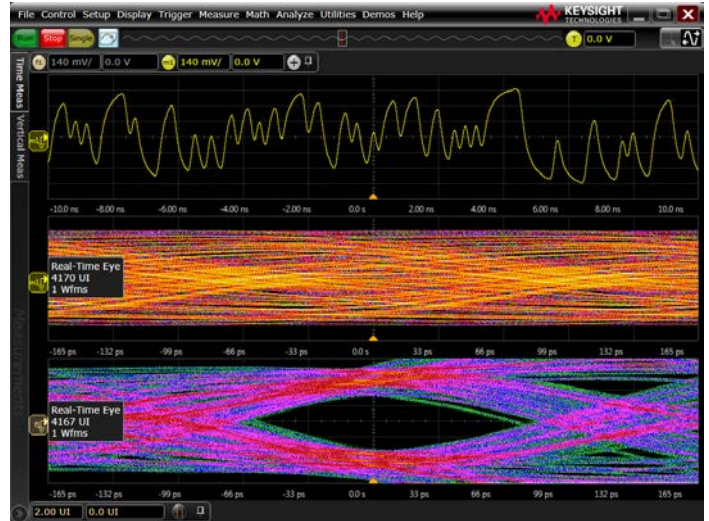 File Control Setup Display Trigger Measure Math Analyze Utilities Demos Help
KEYSIGHT
TECHNOLOGIES
Run Stop Single
T 0.0 V
f1 140 mV/ 0.0 V m1 140 mV/ 0.0 V
Time Meas
Vertical Meas
-10.0 ns -8.00 ns -6.00 ns -4.00 ns -2.00 ns 0.0 s 2.00 ns 4.00 ns 6.00 ns 8.00 ns 10.0 ns
Real-Time Eye
4170 UI
1 Wfms
-165 ps -132 ps -99 ps -66 ps -33 ps 0.0 s 33 ps 66 ps 99 ps 132 ps 165 ps
Measurements
Real-Time Eye
4167 UI
1 Wfms
-165 ps -132 ps -99 ps -66 ps -33 ps 0.0 s 33 ps 66 ps 99 ps 132 ps 165 ps
2.00 UI 0.0 UI